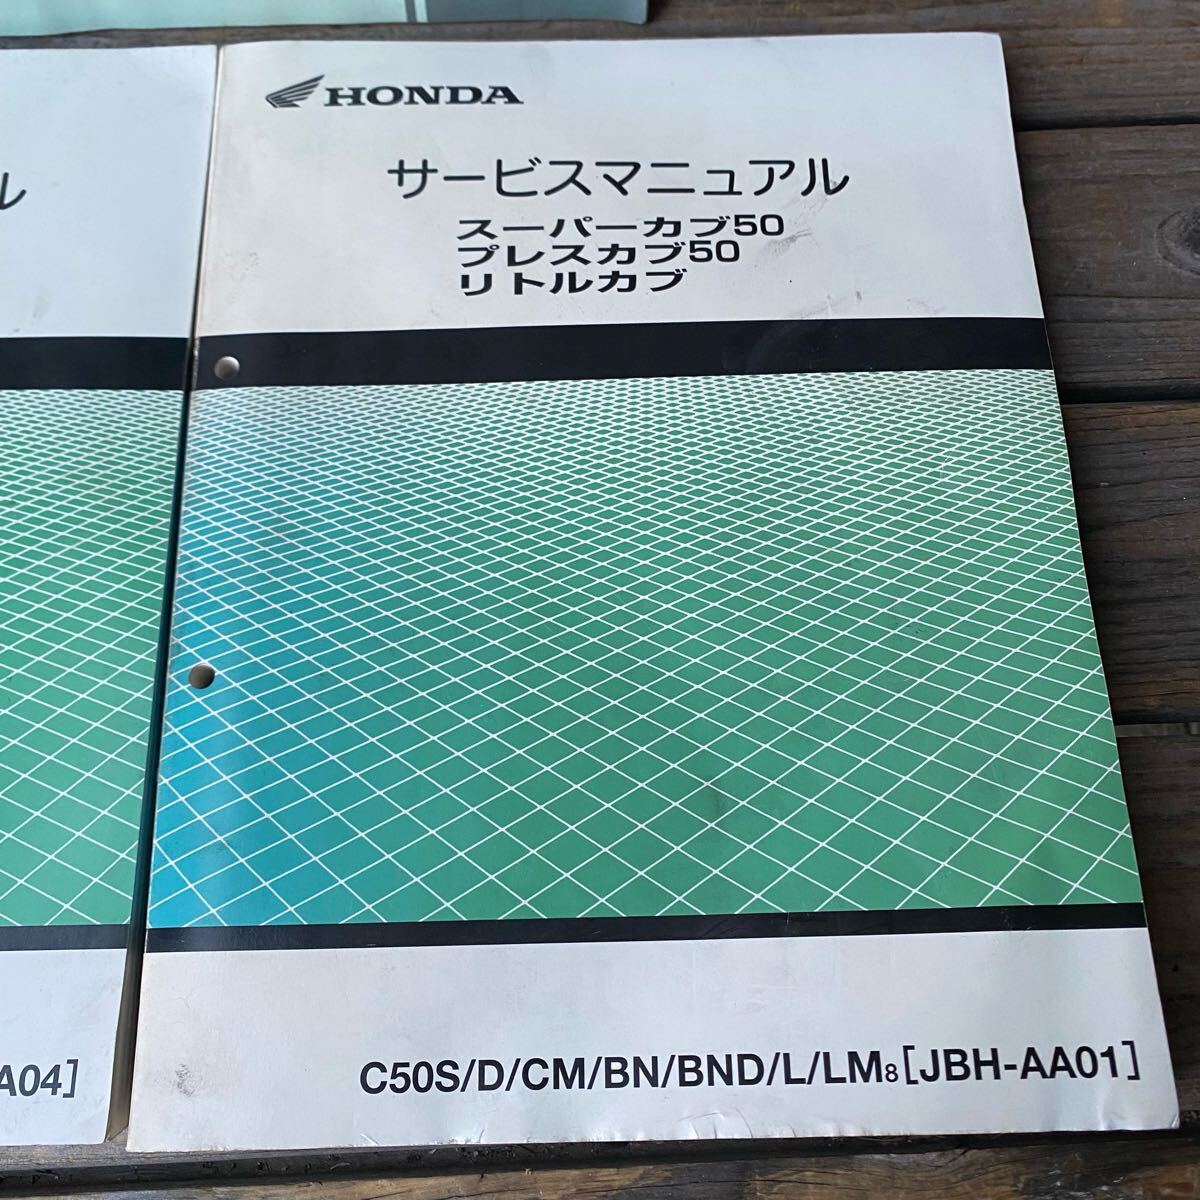 HONDA
サービスマニュアル
スーパーカブ50
プレスカブ50
リトルカブ
C50S/D/CM/BN/BND/L/LM8[JBH-AA01]
ル
A04]